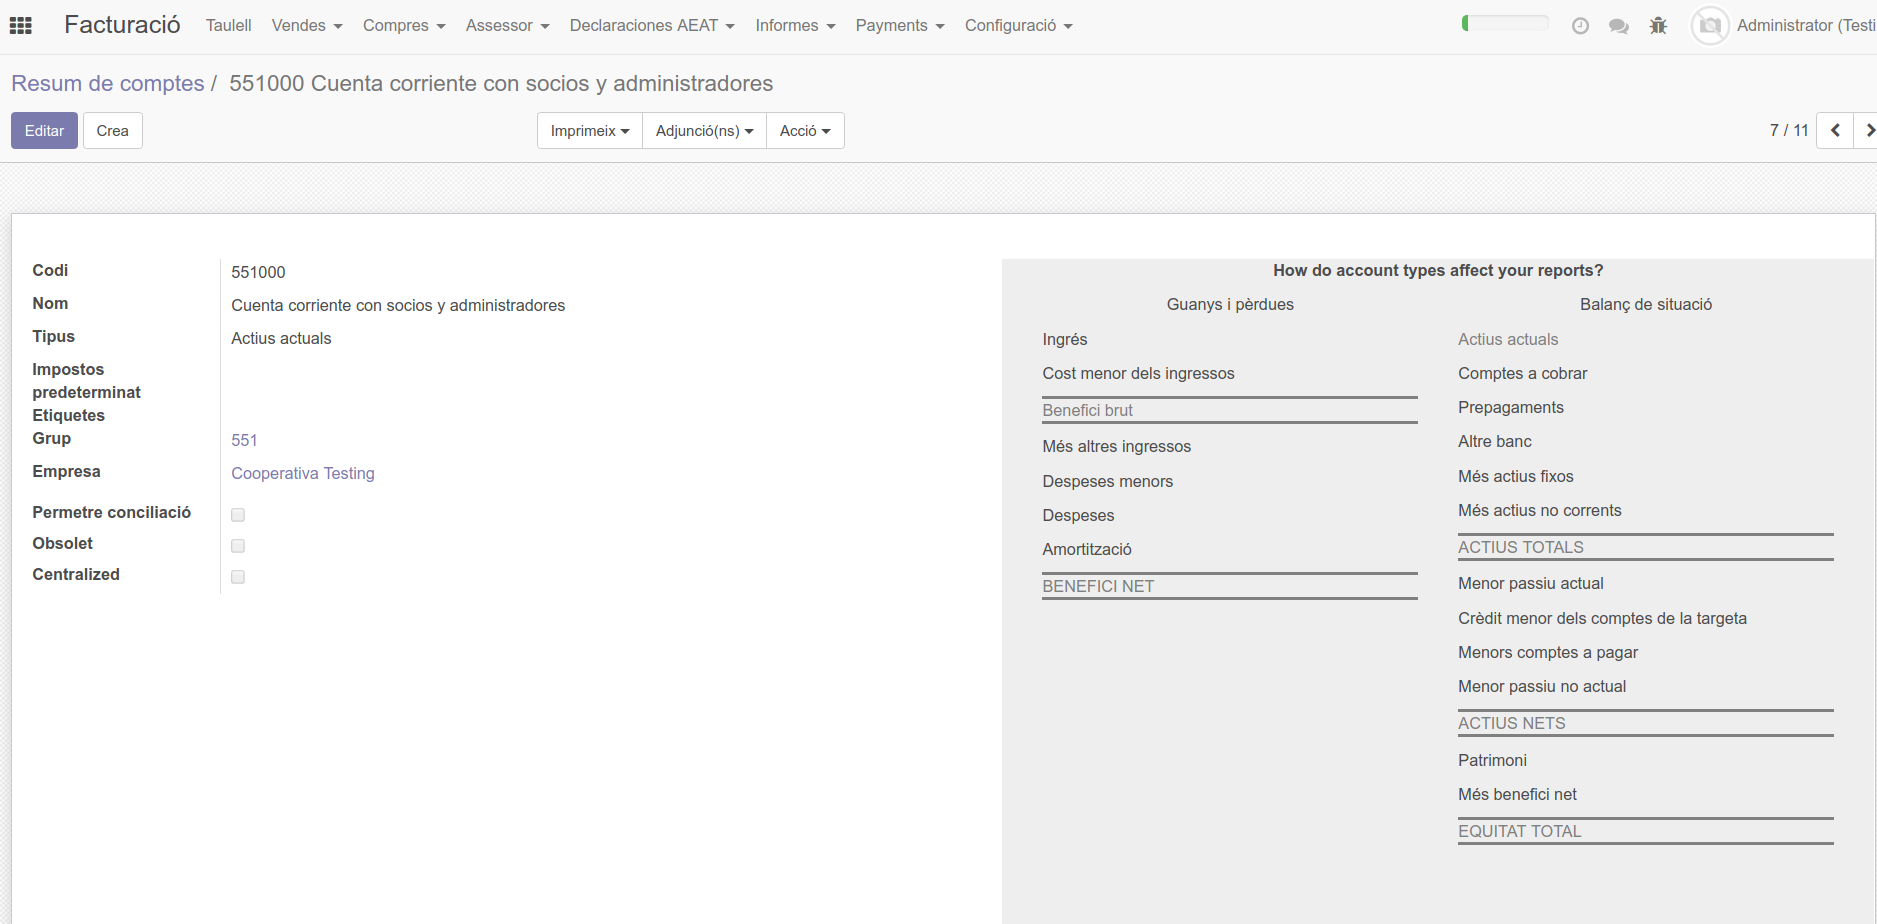 Facturació Taulell Vendes Compres Assessor Declaraciones AEAT Informes Payments Configuració Administrator (Testi
Resum de comptes / 551000 Cuenta corriente con socios y administradores
Editar Crea Imprimeix Adjunció(ns) Acció 7 / 11
Codi 551000
Nom Cuenta corriente con socios y administradores
Tipus Actius actuals
Impostos
predeterminat
Etiquetes
Grup 551
Empresa Cooperativa Testing
Permetre conciliació
Obsolet
Centralized
How do account types affect your reports?
Guanys i pèrdues
Ingrés
Cost menor dels ingressos
Benefici brut
Més altres ingressos
Despeses menors
Despeses
Amortització
BENEFICI NET
Balanç de situació
Actius actuals
Comptes a cobrar
Prepagaments
Altre banc
Més actius fixos
Més actius no corrents
ACTIUS TOTALS
Menor passiu actual
Crèdit menor dels comptes de la targeta
Menors comptes a pagar
Menor passiu no actual
ACTIUS NETS
Patrimoni
Més benefici net
EQUITAT TOTAL